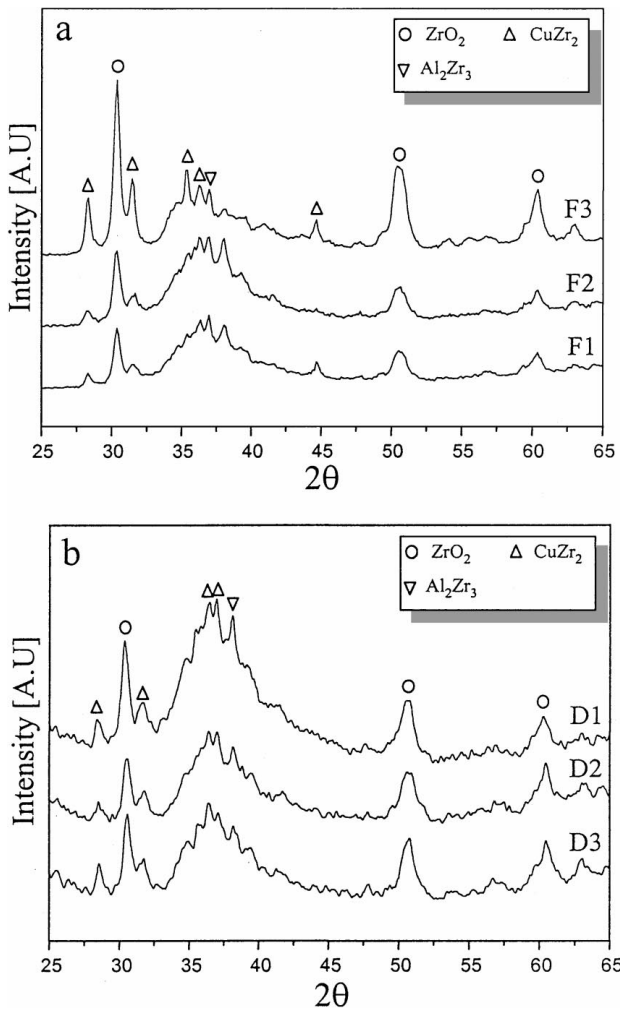 a
○ ZrO₂ △ CuZr₂
▽ Al₂Zr₃
F3
F2
F1
Intensity [A.U]
25 30 35 40 45 50 55 60 65
2θ
b
○ ZrO₂ △ CuZr₂
▽ Al₂Zr₃
D1
D2
D3
Intensity [A.U]
25 30 35 40 45 50 55 60 65
2θ